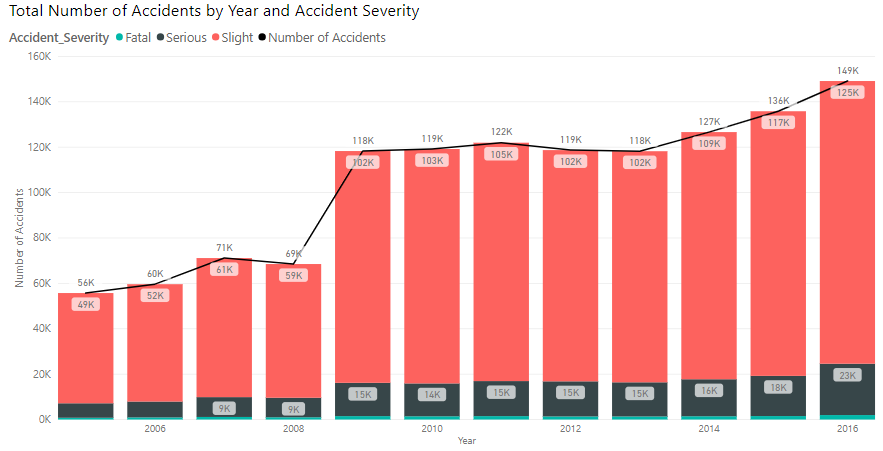 Total Number of Accidents by Year and Accident Severity
Accident_Severity Fatal Serious Slight Number of Accidents
160K
140K
120K
100K
80K
60K
40K
20K
0K
Number of Accidents
56K
49K
60K
52K
71K
61K
9K
69K
59K
9K
118K
102K
15K
119K
103K
14K
122K
105K
15K
119K
102K
15K
118K
102K
15K
127K
109K
16K
136K
117K
18K
149K
125K
23K
2006 2008 2010 2012 2014 2016
Year